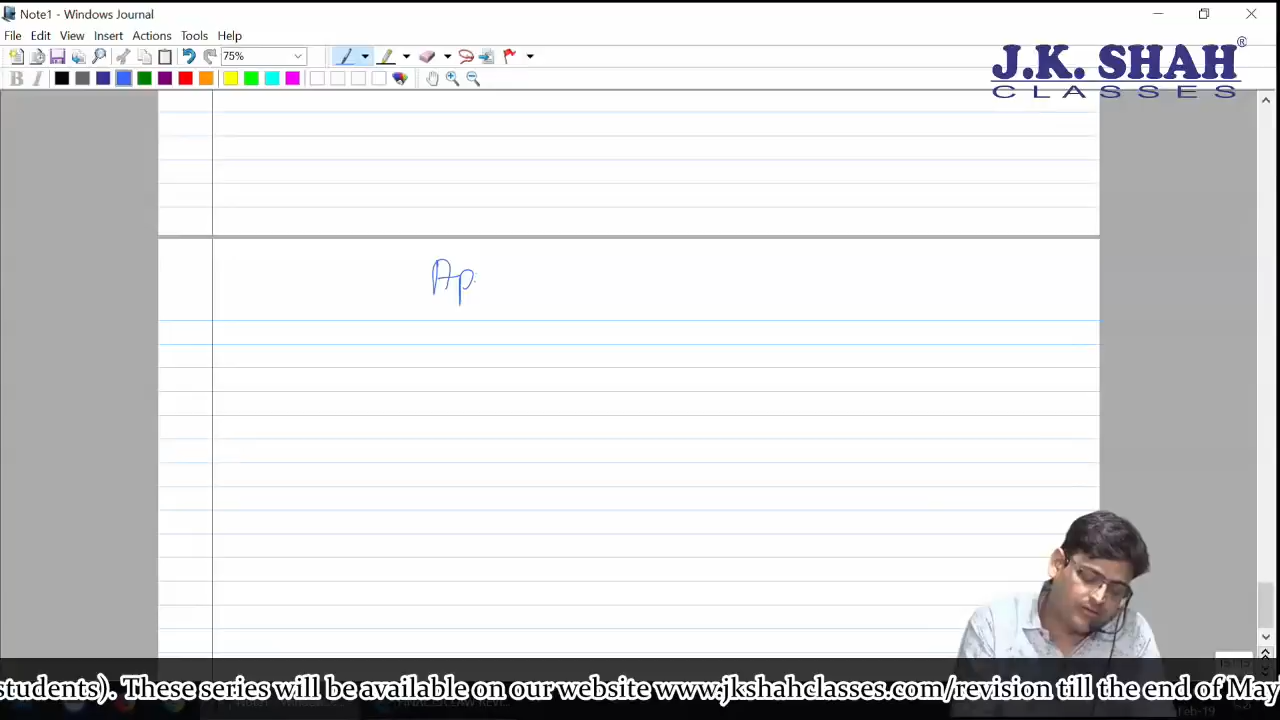 Note1 - Windows Journal
File Edit View Insert Actions Tools Help
75%
B I
J.K. SHAH®
CLASSES
Ap
students). These series will be available on our website www.jkshahclasses.com/revision till the end of May